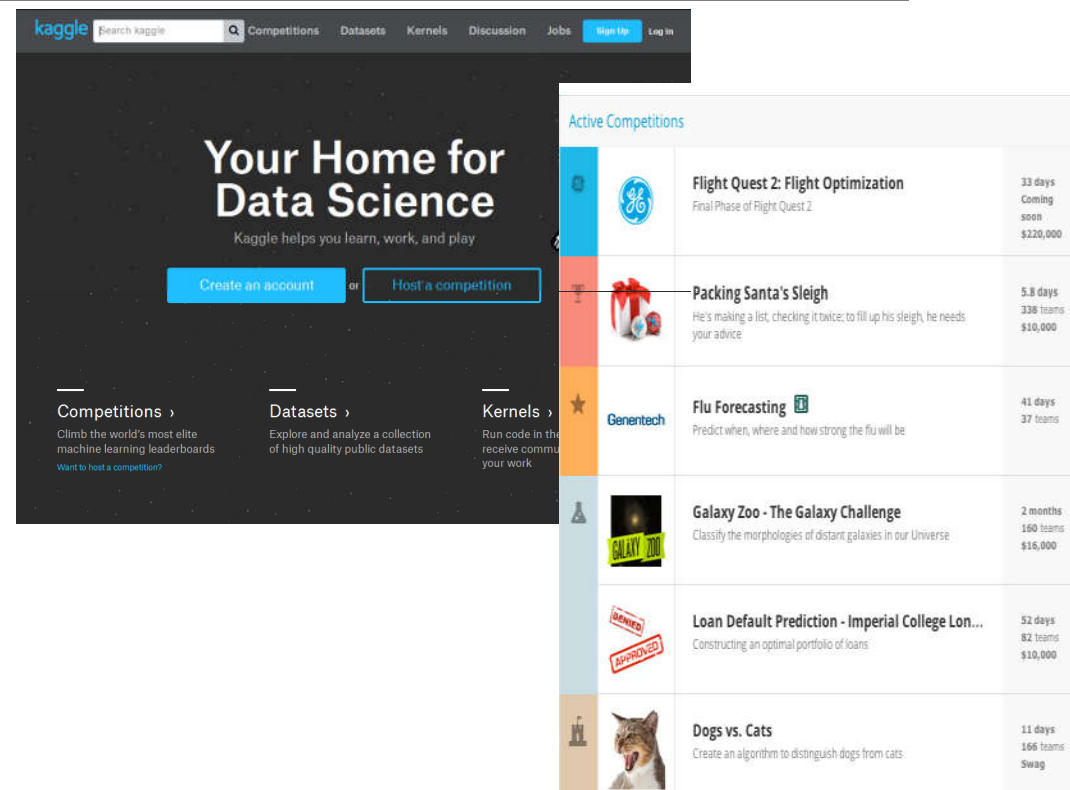 kaggle Search kaggle Competitions Datasets Kernels Discussion Jobs Sign Up Log in
Your Home for
Data Science
Kaggle helps you learn, work, and play
Create an account or Host a competition
Competitions ›
Climb the world's most elite
machine learning leaderboards
Want to host a competition?
Datasets ›
Explore and analyze a collection
of high quality public datasets
Kernels ›
Run code in the
receive commu
your work
Active Competitions
Flight Quest 2: Flight Optimization
Final Phase of Flight Quest 2
33 days
Coming
soon
$220,000
Packing Santa's Sleigh
He's making a list, checking it twice; to fill up his sleigh, he needs
your advice
5.8 days
338 teams
$10,000
Genentech
Flu Forecasting
Predict when, where and how strong the flu will be
41 days
37 teams
GALAXY ZOO
Galaxy Zoo - The Galaxy Challenge
Classify the morphologies of distant galaxies in our Universe
2 months
160 teams
$16,000
DENIED
APPROVED
Loan Default Prediction - Imperial College Lon...
Constructing an optimal portfolio of loans
52 days
82 teams
$10,000
Dogs vs. Cats
Create an algorithm to distinguish dogs from cats
11 days
166 teams
Swag